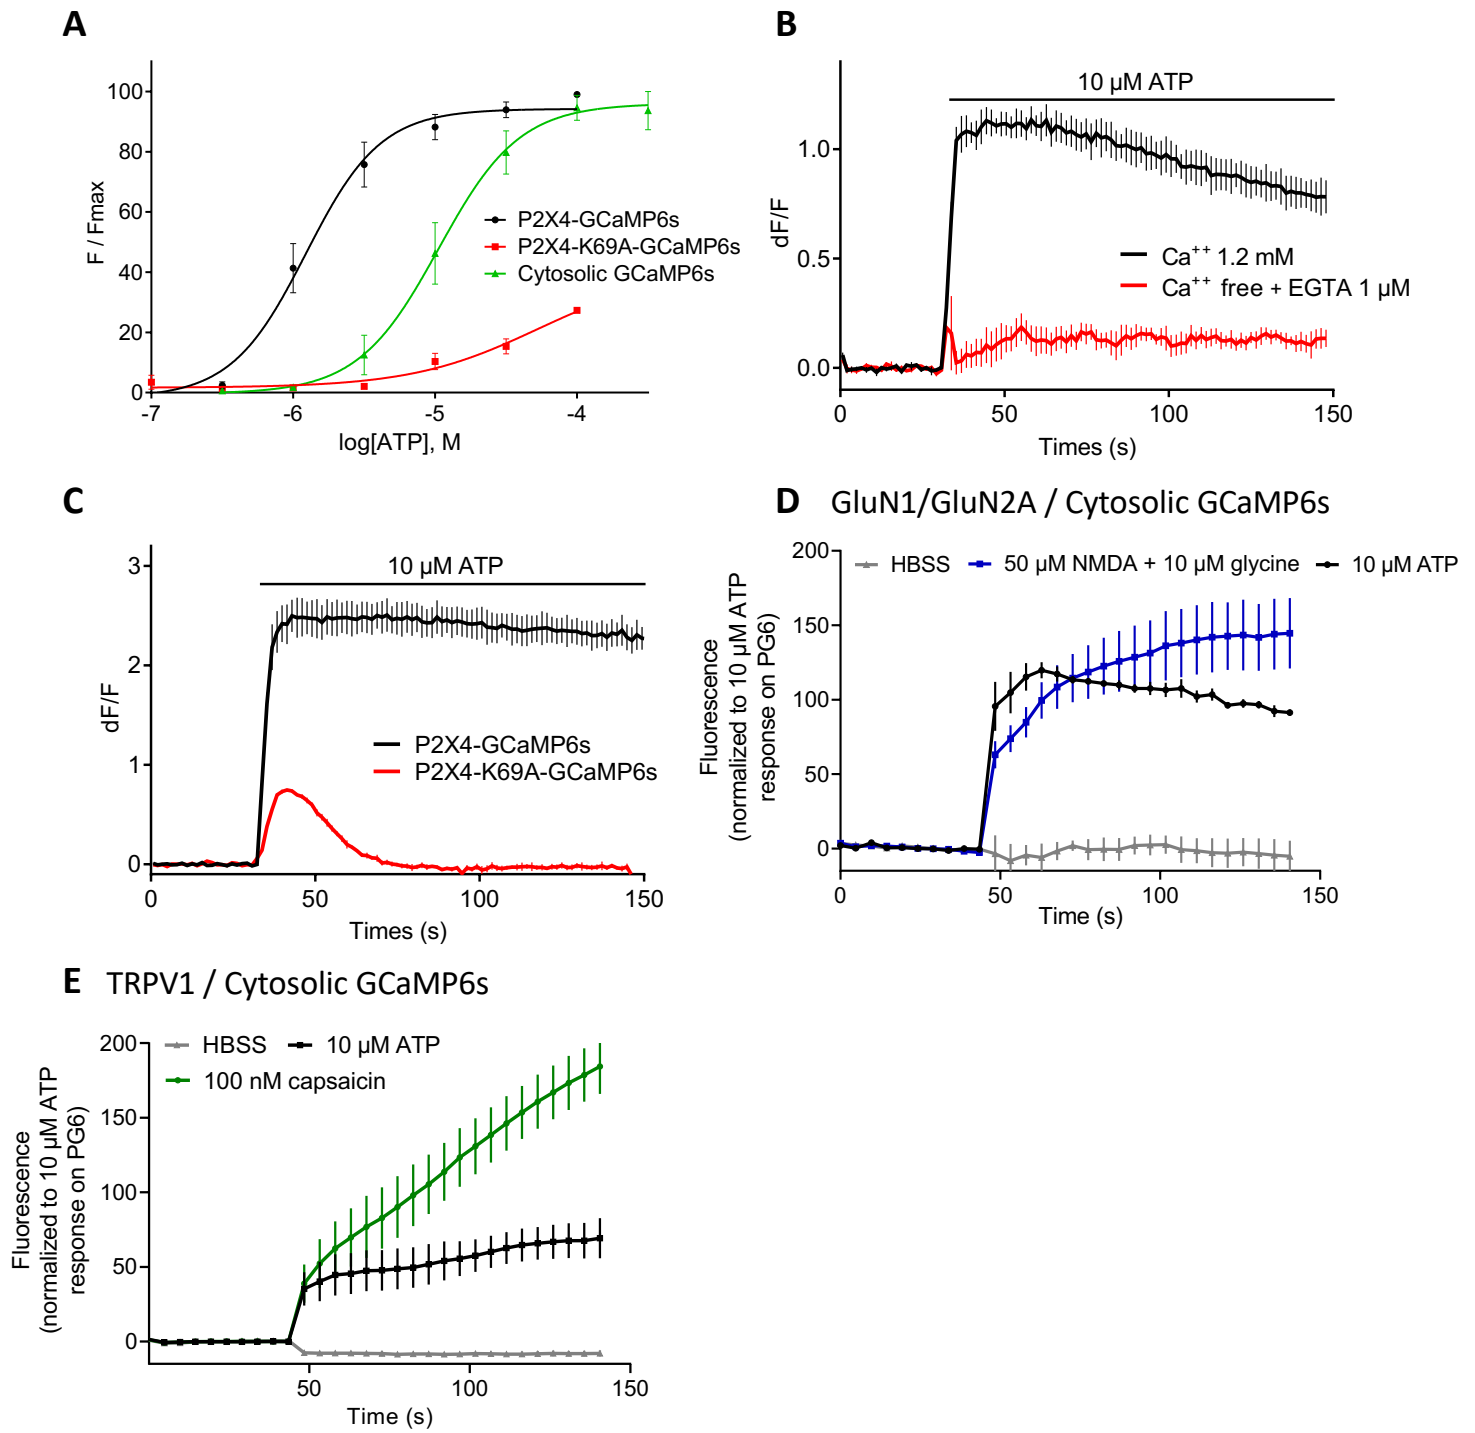 A
100
80
60
40
20
0
-7
-6
-5
-4
F / Fmax
log[ATP], M
P2X4-GCaMP6s
P2X4-K69A-GCaMP6s
Cytosolic GCaMP6s
B
10 µM ATP
1.0
0.5
0.0
0
50
100
150
dF/F
Times (s)
Ca++ 1.2 mM
Ca++ free + EGTA 1 µM
C
10 µM ATP
3
2
1
0
0
50
100
150
dF/F
Times (s)
P2X4-GCaMP6s
P2X4-K69A-GCaMP6s
D GluN1/GluN2A / Cytosolic GCaMP6s
HBSS 50 µM NMDA + 10 µM glycine 10 µM ATP
200
150
100
50
0
0
50
100
150
Fluorescence
(normalized to 10 µM ATP
response on PG6)
Time (s)
E TRPV1 / Cytosolic GCaMP6s
HBSS 10 µM ATP
100 nM capsaicin
200
150
100
50
0
50
100
150
Fluorescence
(normalized to 10 µM ATP
response on PG6)
Time (s)